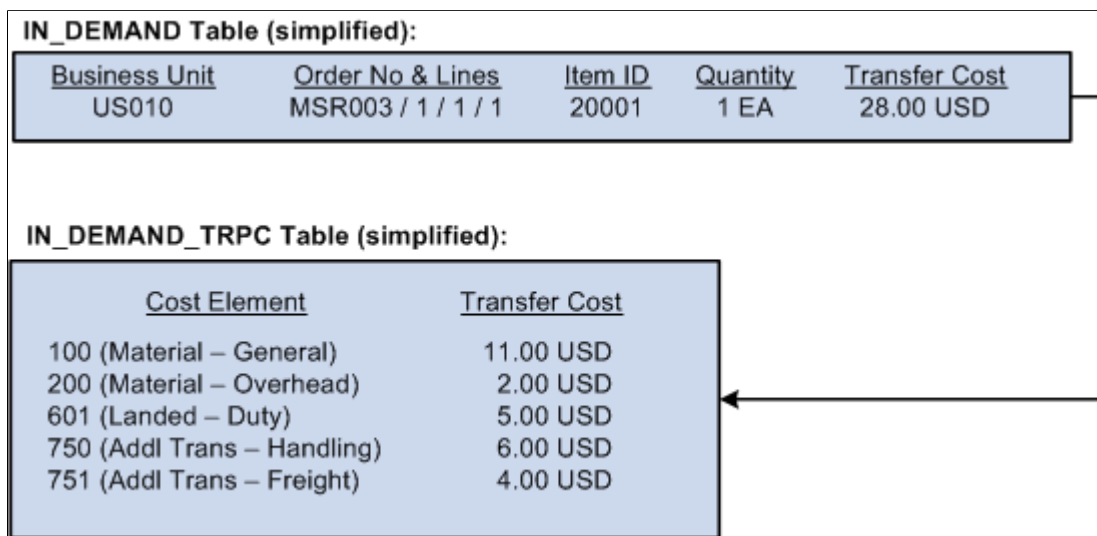 IN_DEMAND Table (simplified):
Business Unit Order No & Lines Item ID Quantity Transfer Cost
US010 MSR003 / 1 / 1 / 1 20001 1 EA 28.00 USD
IN_DEMAND_TRPC Table (simplified):
Cost Element Transfer Cost
100 (Material – General) 11.00 USD
200 (Material – Overhead) 2.00 USD
601 (Landed – Duty) 5.00 USD
750 (Addl Trans – Handling) 6.00 USD
751 (Addl Trans – Freight) 4.00 USD